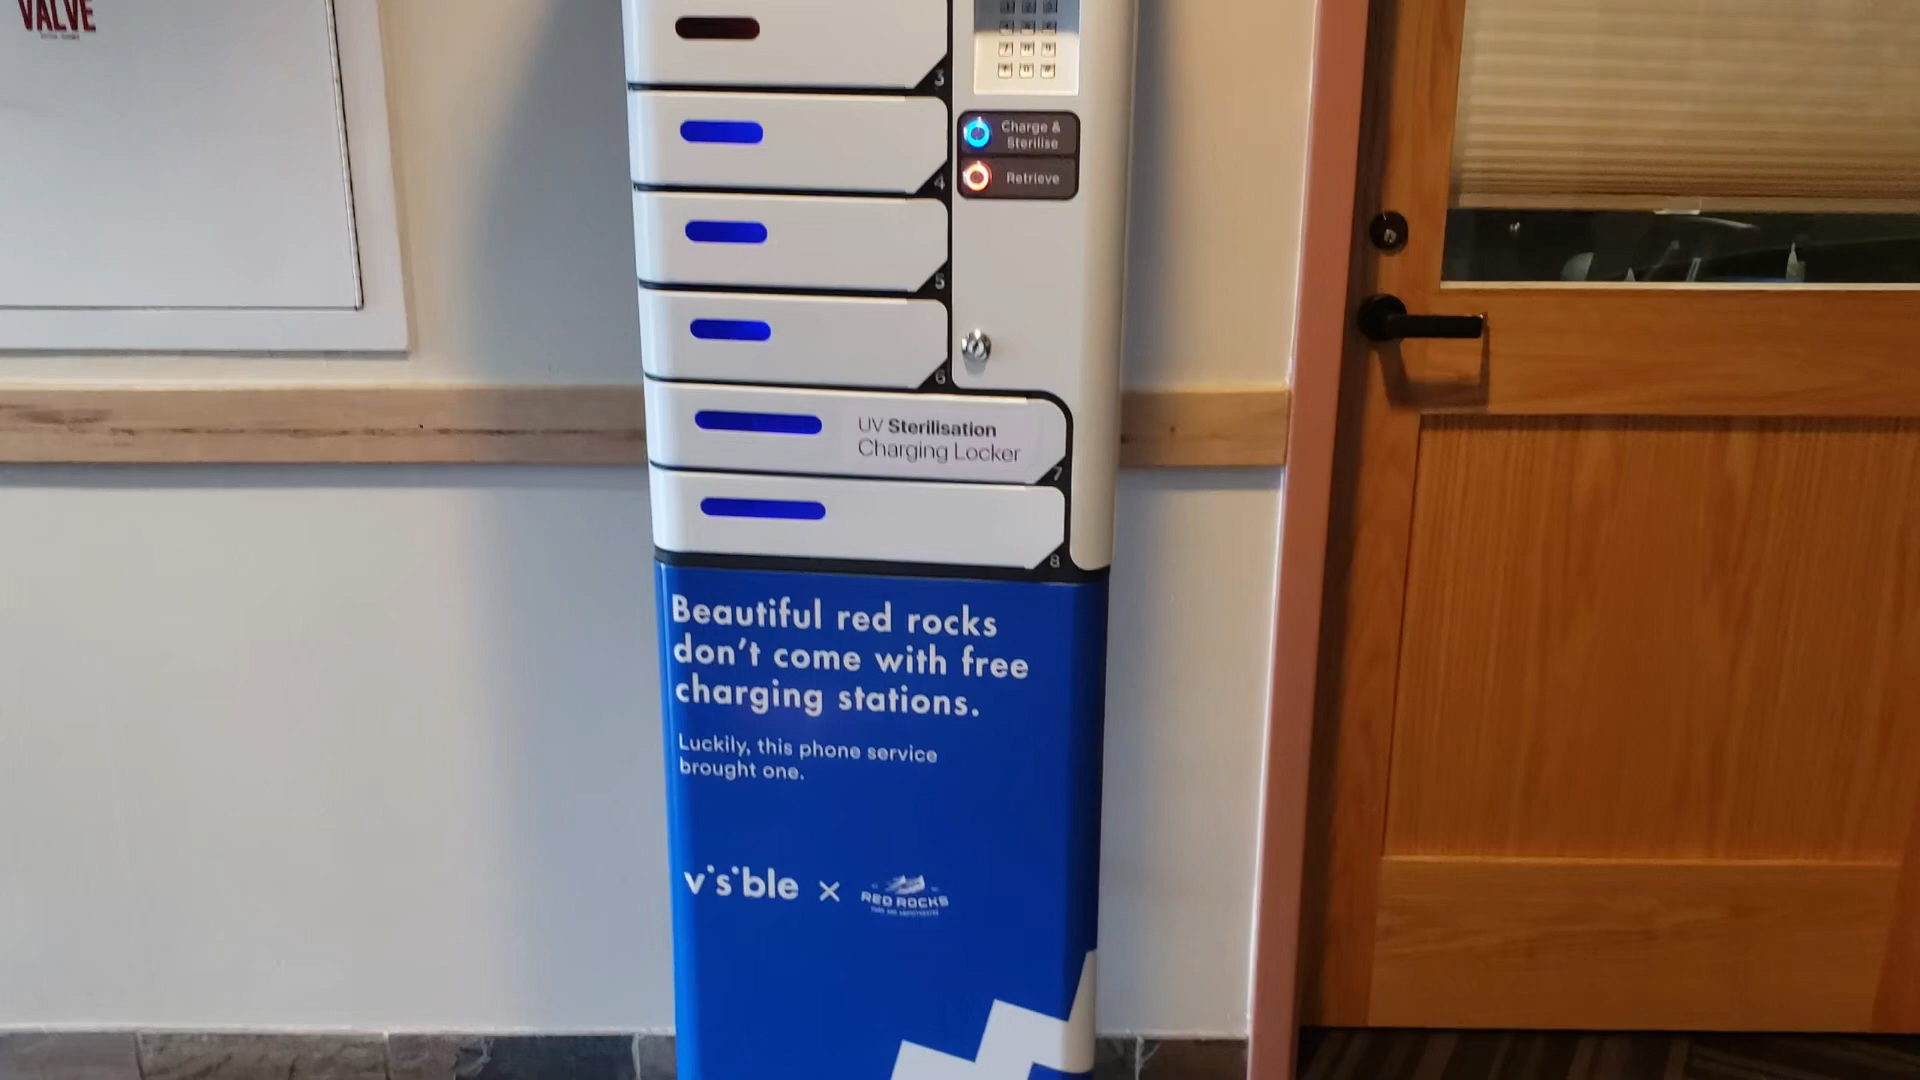 VALVE
3
Charge &
Sterilise
4
Retrieve
5
6
UV Sterilisation
Charging Locker
7
8
Beautiful red rocks
don't come with free
charging stations.
Luckily, this phone service
brought one.
visible × RED ROCKS